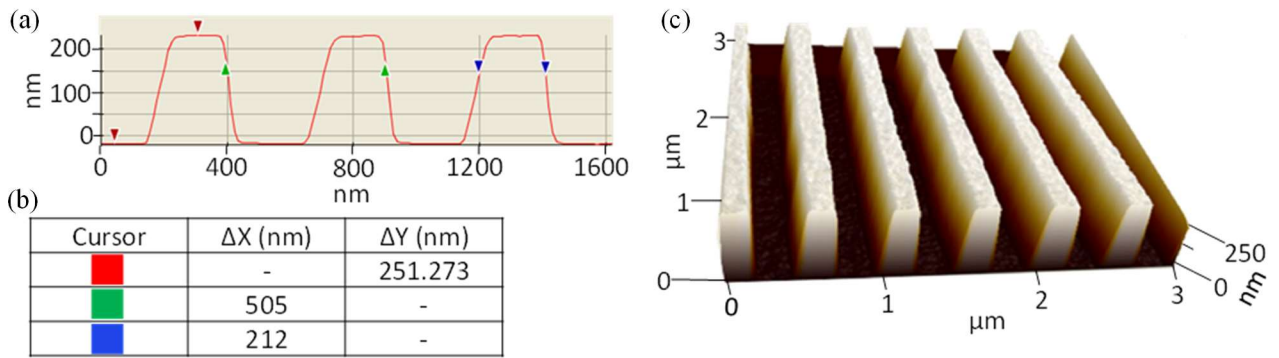 (a)
200
100
0
nm
0 400 800 1200 1600
nm
(b)
Cursor ΔX (nm) ΔY (nm)
- 251.273
505 -
212 -
(c)
3
2
1
0
μm
0 1 2 3
μm
250
0
nm